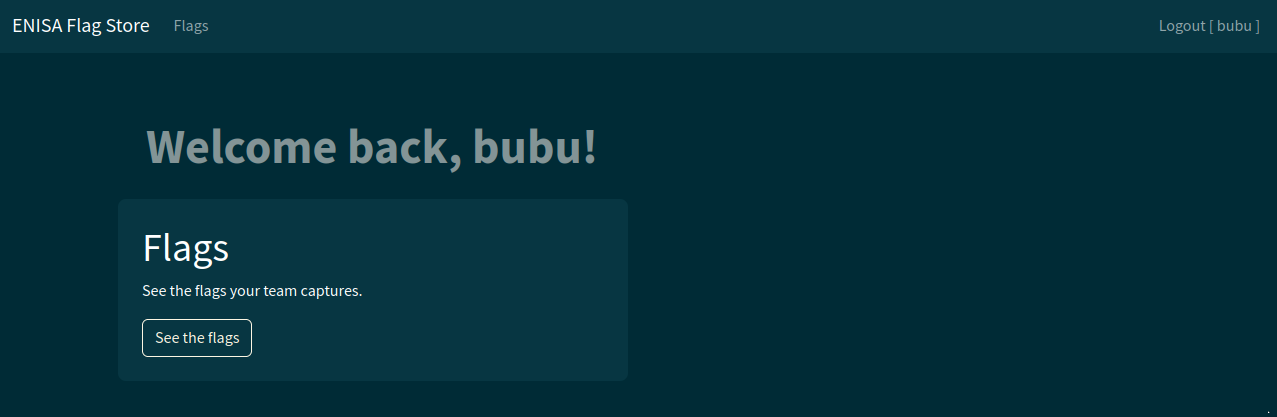 ENISA Flag Store Flags Logout [ bubu ]
Welcome back, bubu!
Flags
See the flags your team captures.
See the flags